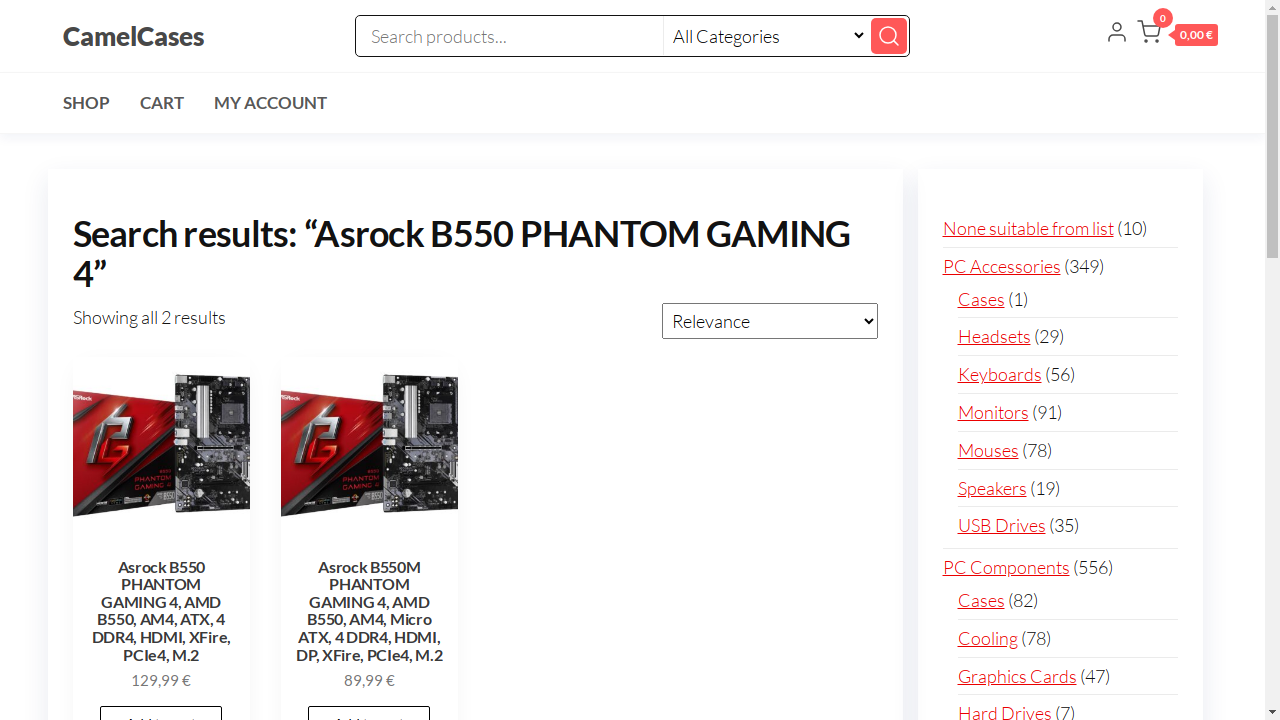 CamelCases
Search products...
All Categories
0
0,00 €
SHOP
CART
MY ACCOUNT
Search results: “Asrock B550 PHANTOM GAMING
4”
Showing all 2 results
Relevance
Asrock B550
PHANTOM
GAMING 4, AMD
B550, AM4, ATX, 4
DDR4, HDMI, XFire,
PCIe4, M.2
129,99 €
Asrock B550M
PHANTOM
GAMING 4, AMD
B550, AM4, Micro
ATX, 4 DDR4, HDMI,
DP, XFire, PCIe4, M.2
89,99 €
None suitable from list (10)
PC Accessories (349)
Cases (1)
Headsets (29)
Keyboards (56)
Monitors (91)
Mouses (78)
Speakers (19)
USB Drives (35)
PC Components (556)
Cases (82)
Cooling (78)
Graphics Cards (47)
Hard Drives (7)